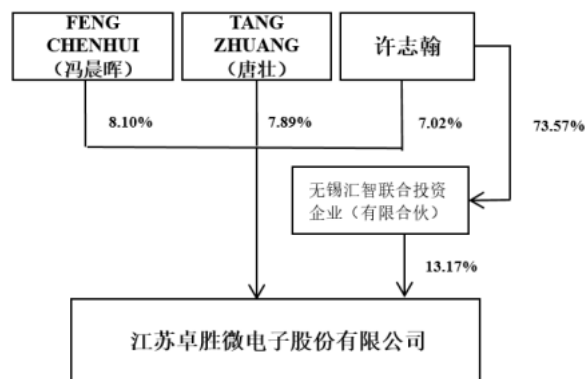 FENG
CHENHUI
（冯晨晖）
TANG
ZHUANG
（唐壮）
许志翰
8.10%
7.89%
7.02%
73.57%
无锡汇智联合投资
企业（有限合伙）
13.17%
江苏卓胜微电子股份有限公司